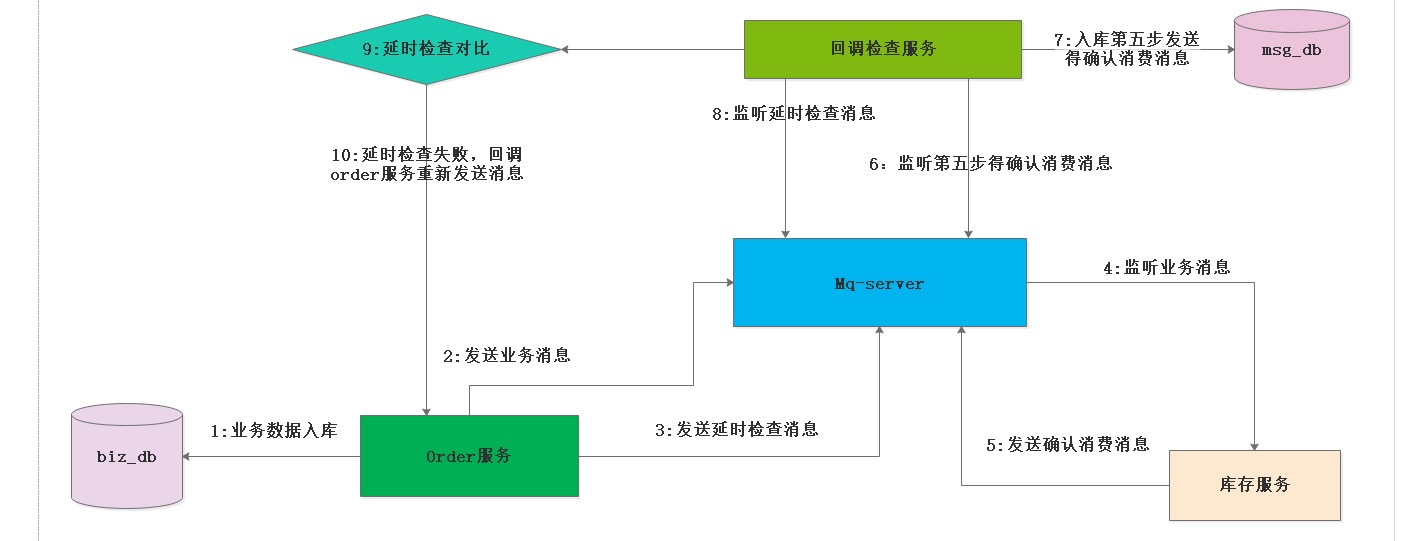 9:延时检查对比
回调检查服务
7:入库第五步发送
得确认消费消息
msg_db
8:监听延时检查消息
10:延时检查失败，回调
order服务重新发送消息
6：监听第五步得确认消费消息
Mq-server
4:监听业务消息
2:发送业务消息
1:业务数据入库
3:发送延时检查消息
5:发送确认消费消息
biz_db
Order服务
库存服务